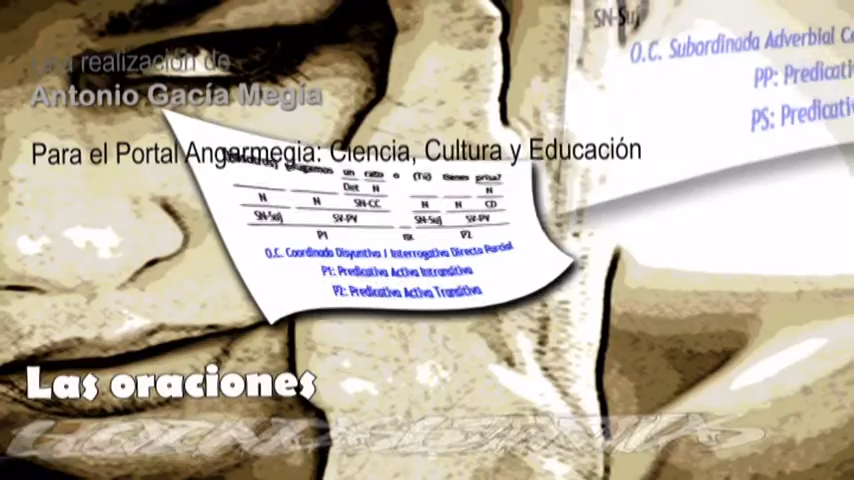 Una realización de
Antonio Gacía Megía
Para el Portal Angarmegia: Ciencia, Cultura y Educación
SN-Suj
O.C. Subordinada Adverbial
PP: Predicati
PS: Predicati
un rato o (Tú) tienes prisa?
Det N N
N N SN-CC N N CD
SN-Suj SV-PV SN-Suj SV-PV
P1 P2
O.C. Coordinada Disyuntiva / Interrogativa Directa Parcial
P1: Predicativa Activa Intransitiva
P2: Predicativa Activa Transitiva
Las oraciones